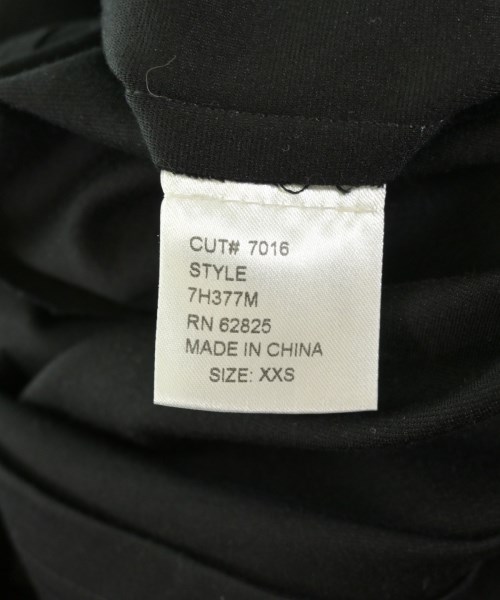 CUT# 7016
STYLE
7H377M
RN 62825
MADE IN CHINA
SIZE: XXS